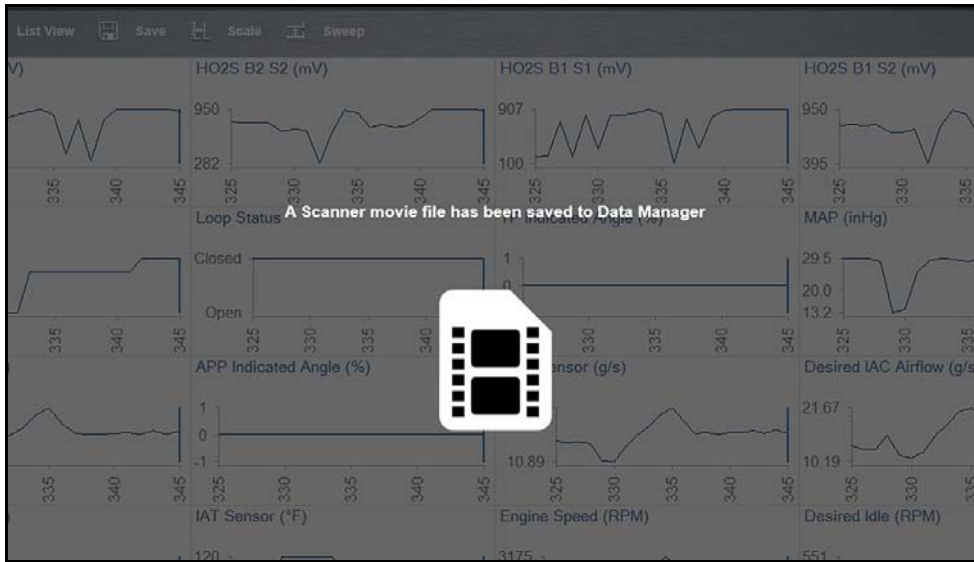 List View Save Scale Sweep
V) HO2S B2 S2 (mV) HO2S B1 S1 (mV) HO2S B1 S2 (mV)
950 907 950
282 100 395
335 340 345 325 330 335 340 345 325 330 335 340 345 325 330 335
A Scanner movie file has been saved to Data Manager
Loop Status Indicated Angle (%) MAP (inHg)
Closed 1 29.5
0 20.0
Open 13.2
335 340 345 325 330 335 340 325 330 335 340 345 325 330 335
) APP Indicated Angle (%) ensor (g/s) Desired IAC Airflow (g/s
1 21.67
0
-1 10.89 10.19
335 340 345 325 330 335 340 345 325 330 335 340 345 325 330 335
) IAT Sensor (°F) Engine Speed (RPM) Desired Idle (RPM)
120 3175 551